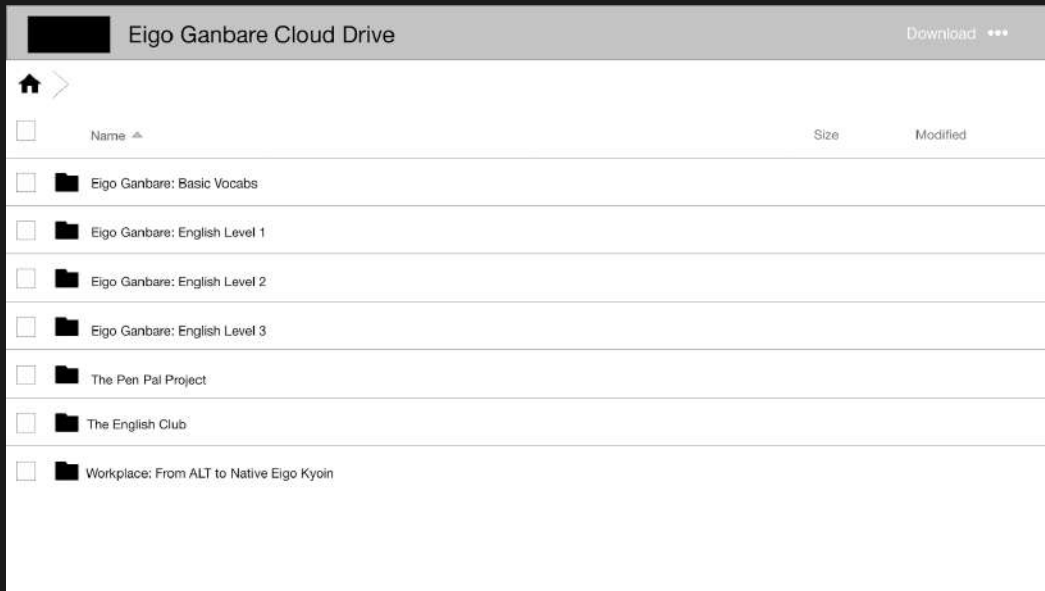 Eigo Ganbare Cloud Drive
Download
Name Size Modified
Eigo Ganbare: Basic Vocabs
Eigo Ganbare: English Level 1
Eigo Ganbare: English Level 2
Eigo Ganbare: English Level 3
The Pen Pal Project
The English Club
Workplace: From ALT to Native Eigo Kyoin